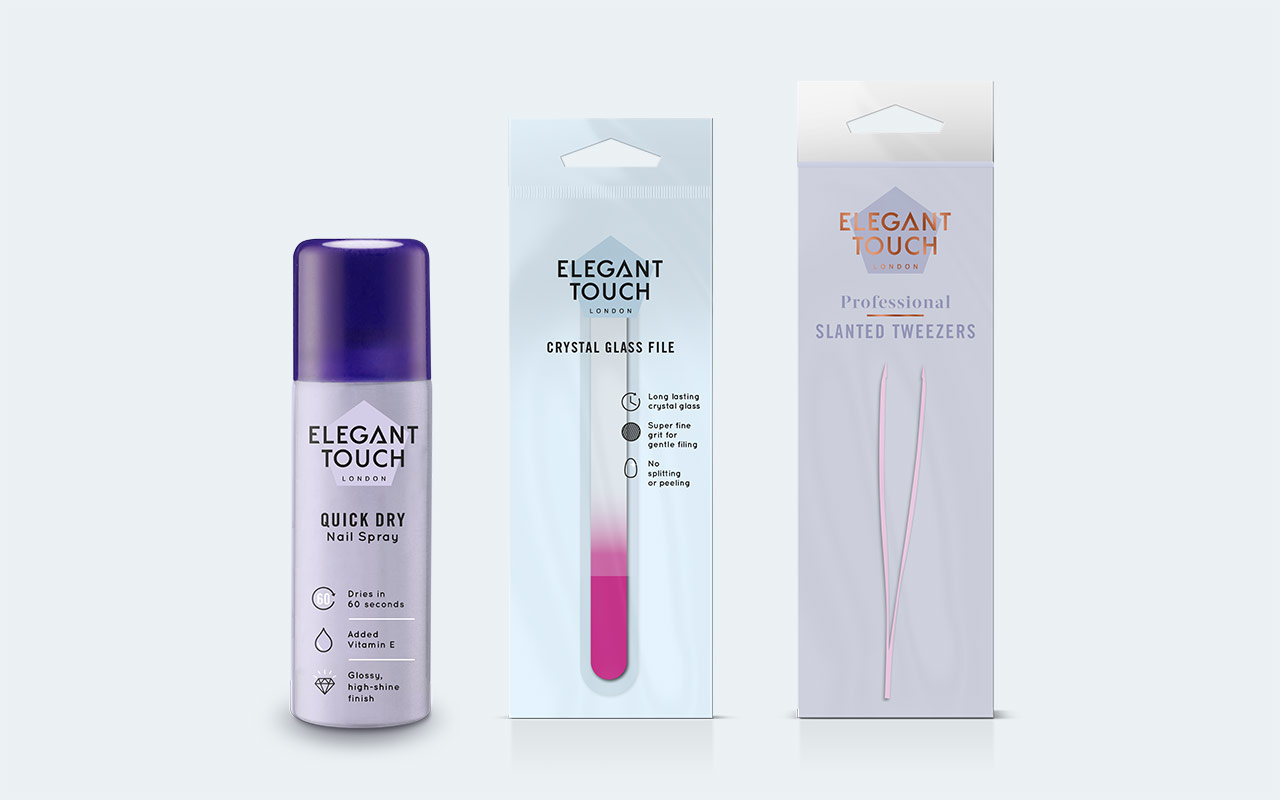 ELEGANT
TOUCH
LONDON
QUICK DRY
Nail Spray
60
Dries in
60 seconds
Added
Vitamin E
Glossy,
high-shine
finish
ELEGANT
TOUCH
LONDON
CRYSTAL GLASS FILE
Long lasting
crystal glass
Super fine
grit for
gentle filing
No
splitting
or peeling
ELEGANT
TOUCH
LONDON
Professional
SLANTED TWEEZERS